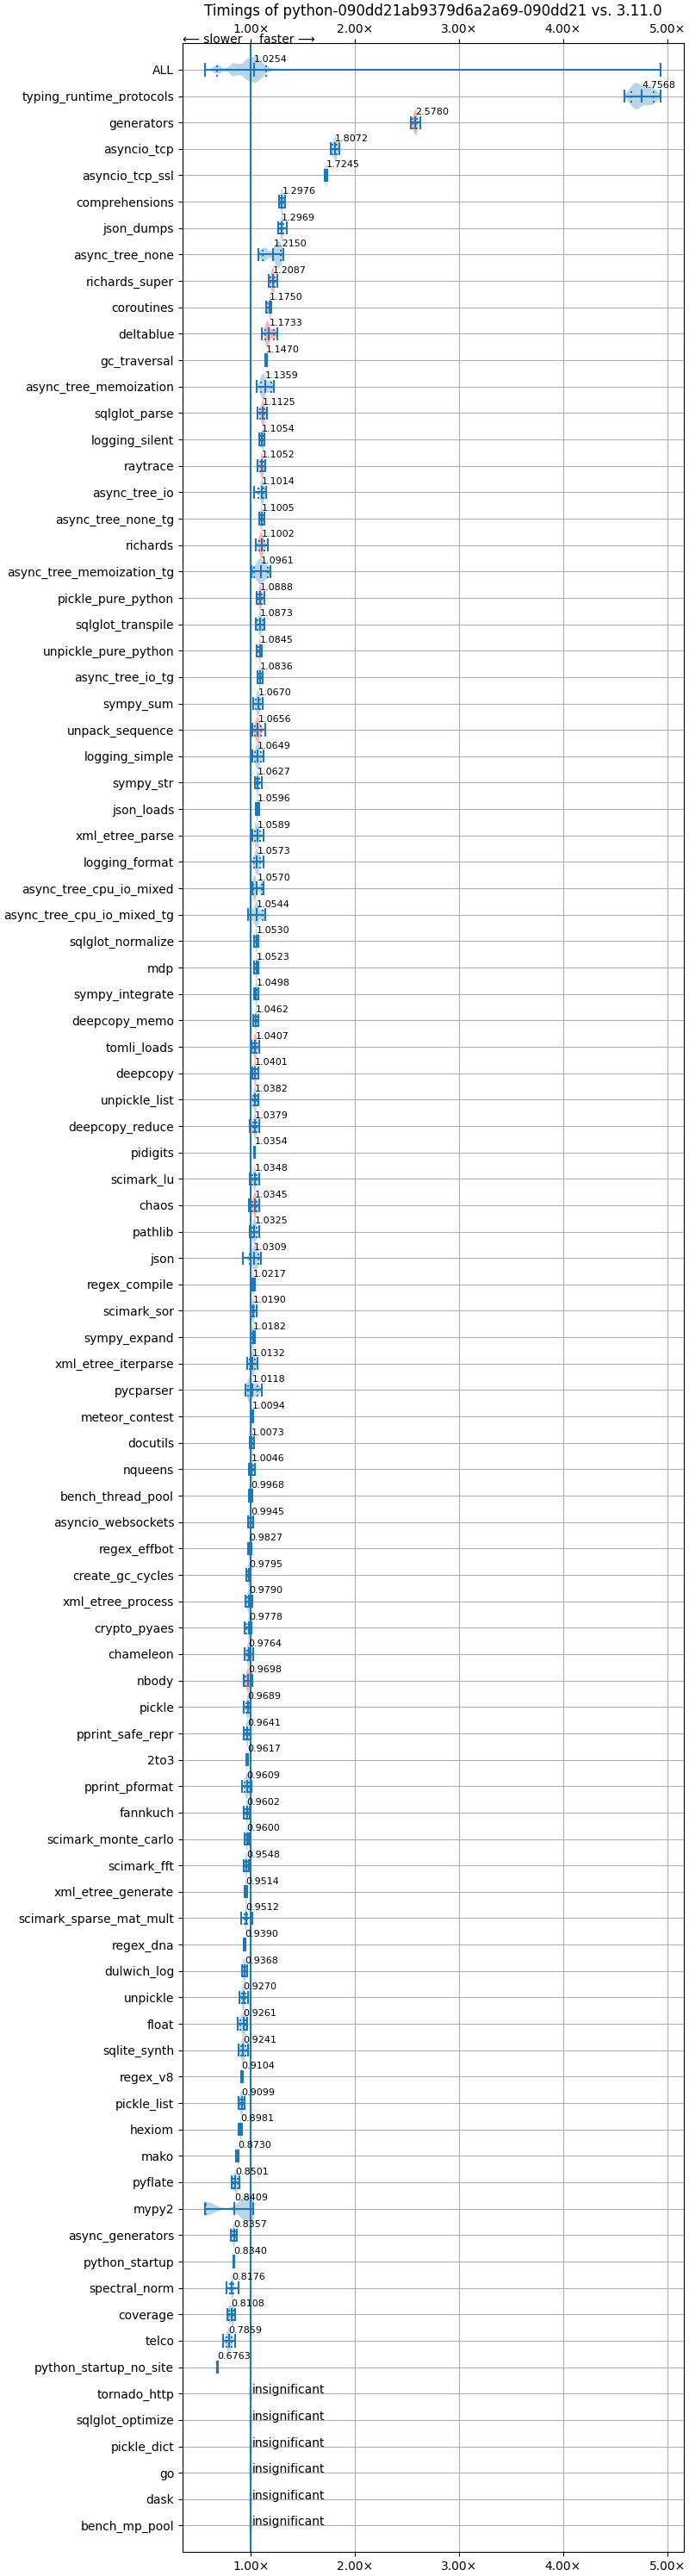 Timings of python-090dd21ab9379d6a2a69-090dd21 vs. 3.11.0
1.00× 2.00× 3.00× 4.00× 5.00×
⟵ slower faster ⟶
ALL 1.0254
typing_runtime_protocols 4.7568
generators 2.5780
asyncio_tcp 1.8072
asyncio_tcp_ssl 1.7245
comprehensions 1.2976
json_dumps 1.2969
async_tree_none 1.2150
richards_super 1.2087
coroutines 1.1750
deltablue 1.1733
gc_traversal 1.1470
async_tree_memoization 1.1359
sqlglot_parse 1.1125
logging_silent 1.1054
raytrace 1.1052
async_tree_io 1.1014
async_tree_none_tg 1.1005
richards 1.1002
async_tree_memoization_tg 1.0961
pickle_pure_python 1.0888
sqlglot_transpile 1.0873
unpickle_pure_python 1.0845
async_tree_io_tg 1.0836
sympy_sum 1.0670
unpack_sequence 1.0656
logging_simple 1.0649
sympy_str 1.0627
json_loads 1.0596
xml_etree_parse 1.0589
logging_format 1.0573
async_tree_cpu_io_mixed 1.0570
async_tree_cpu_io_mixed_tg 1.0544
sqlglot_normalize 1.0530
mdp 1.0523
sympy_integrate 1.0498
deepcopy_memo 1.0462
tomli_loads 1.0407
deepcopy 1.0401
unpickle_list 1.0382
deepcopy_reduce 1.0379
pidigits 1.0354
scimark_lu 1.0348
chaos 1.0345
pathlib 1.0325
json 1.0309
regex_compile 1.0217
scimark_sor 1.0190
sympy_expand 1.0182
xml_etree_iterparse 1.0132
pycparser 1.0118
meteor_contest 1.0094
docutils 1.0073
nqueens 1.0046
bench_thread_pool 0.9968
asyncio_websockets 0.9945
regex_effbot 0.9827
create_gc_cycles 0.9795
xml_etree_process 0.9790
crypto_pyaes 0.9778
chameleon 0.9764
nbody 0.9698
pickle 0.9689
pprint_safe_repr 0.9641
2to3 0.9617
pprint_pformat 0.9609
fannkuch 0.9602
scimark_monte_carlo 0.9600
scimark_fft 0.9548
xml_etree_generate 0.9514
scimark_sparse_mat_mult 0.9512
regex_dna 0.9390
dulwich_log 0.9368
unpickle 0.9270
float 0.9261
sqlite_synth 0.9241
regex_v8 0.9104
pickle_list 0.9099
hexiom 0.8981
mako 0.8730
pyflate 0.8501
mypy2 0.8409
async_generators 0.8357
python_startup 0.8340
spectral_norm 0.8176
coverage 0.8108
telco 0.7859
python_startup_no_site 0.6763
tornado_http insignificant
sqlglot_optimize insignificant
pickle_dict insignificant
go insignificant
dask insignificant
bench_mp_pool insignificant
1.00× 2.00× 3.00× 4.00× 5.00×